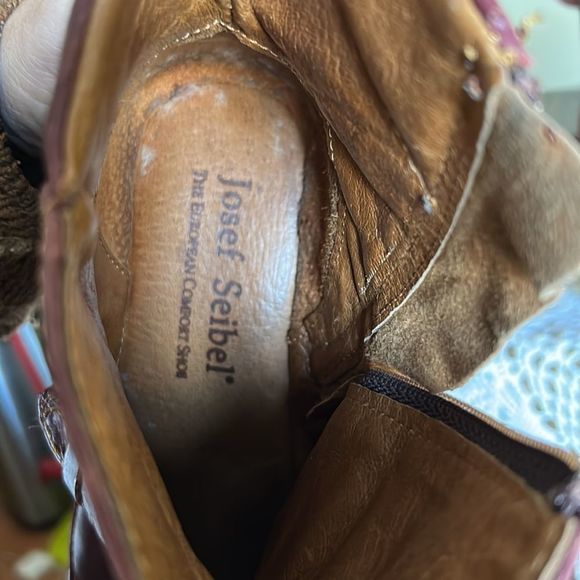 Josef Seibel®
THE EUROPEAN COMFORT SHOE